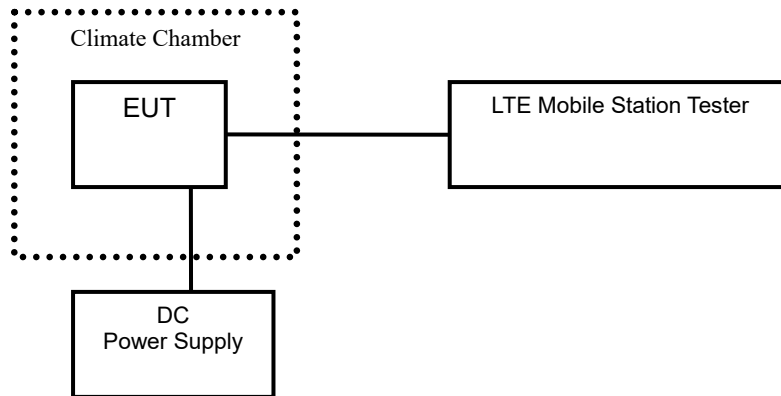 Climate Chamber
EUT
LTE Mobile Station Tester
DC
Power Supply